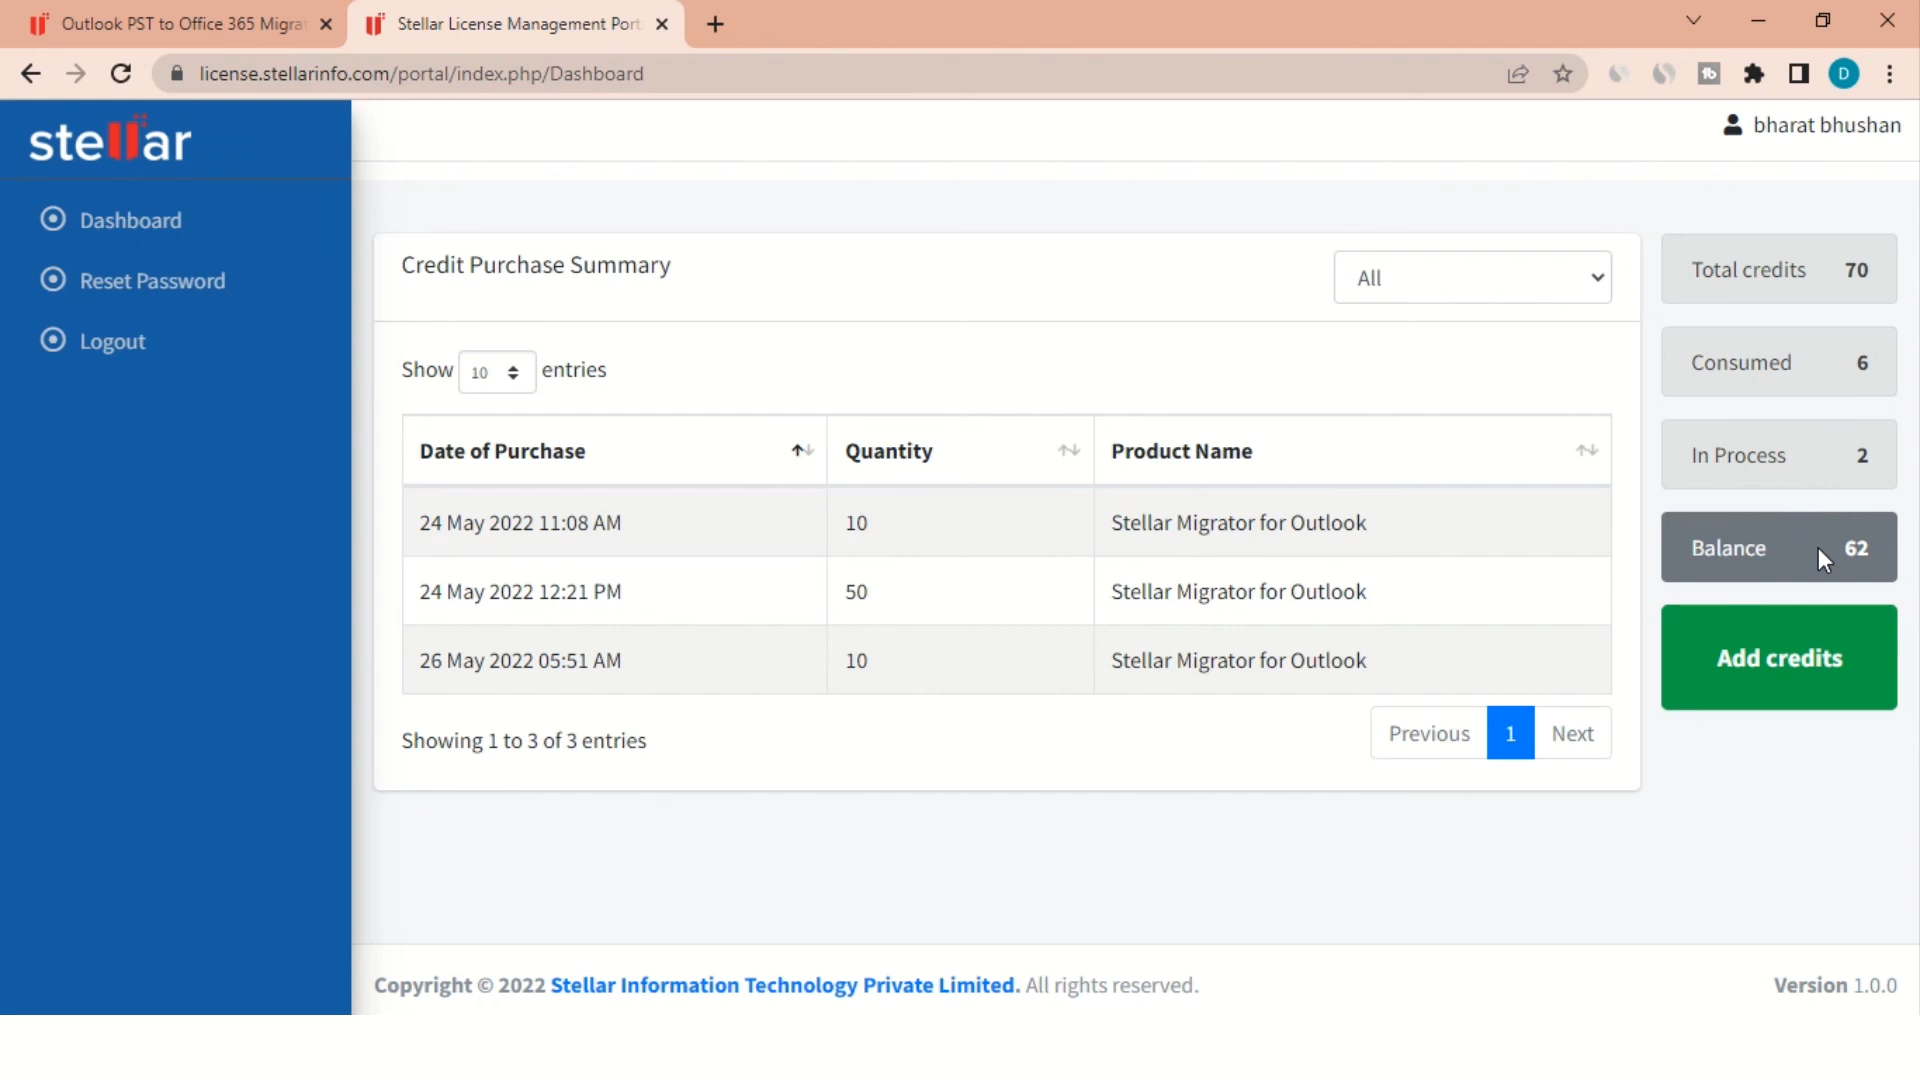 Outlook PST to Office 365 Migra
Stellar License Management Port
license.stellarinfo.com/portal/index.php/Dashboard
D
stellar
bharat bhushan
Dashboard
Reset Password
Logout
Credit Purchase Summary
All
Show 10 entries
Date of Purchase Quantity Product Name
24 May 2022 11:08 AM 10 Stellar Migrator for Outlook
24 May 2022 12:21 PM 50 Stellar Migrator for Outlook
26 May 2022 05:51 AM 10 Stellar Migrator for Outlook
Showing 1 to 3 of 3 entries
Previous 1 Next
Total credits 70
Consumed 6
In Process 2
Balance 62
Add credits
Copyright © 2022 Stellar Information Technology Private Limited. All rights reserved.
Version 1.0.0